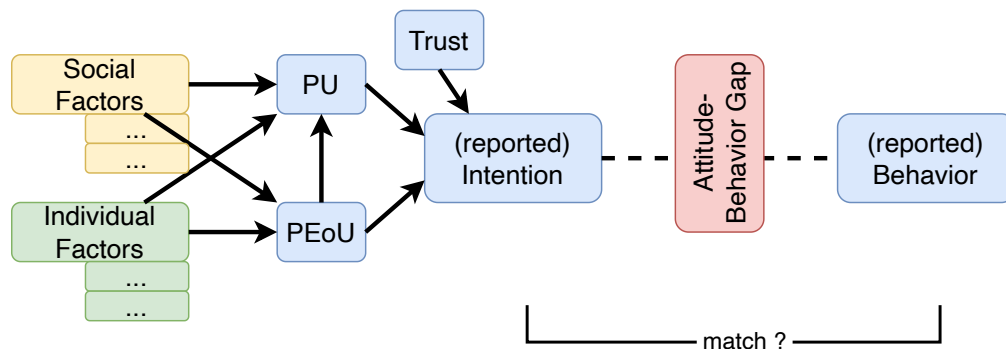 Social
Factors
...
...
Individual
Factors
...
...
PU
PEoU
Trust
(reported)
Intention
Attitude-
Behavior Gap
(reported)
Behavior
match ?